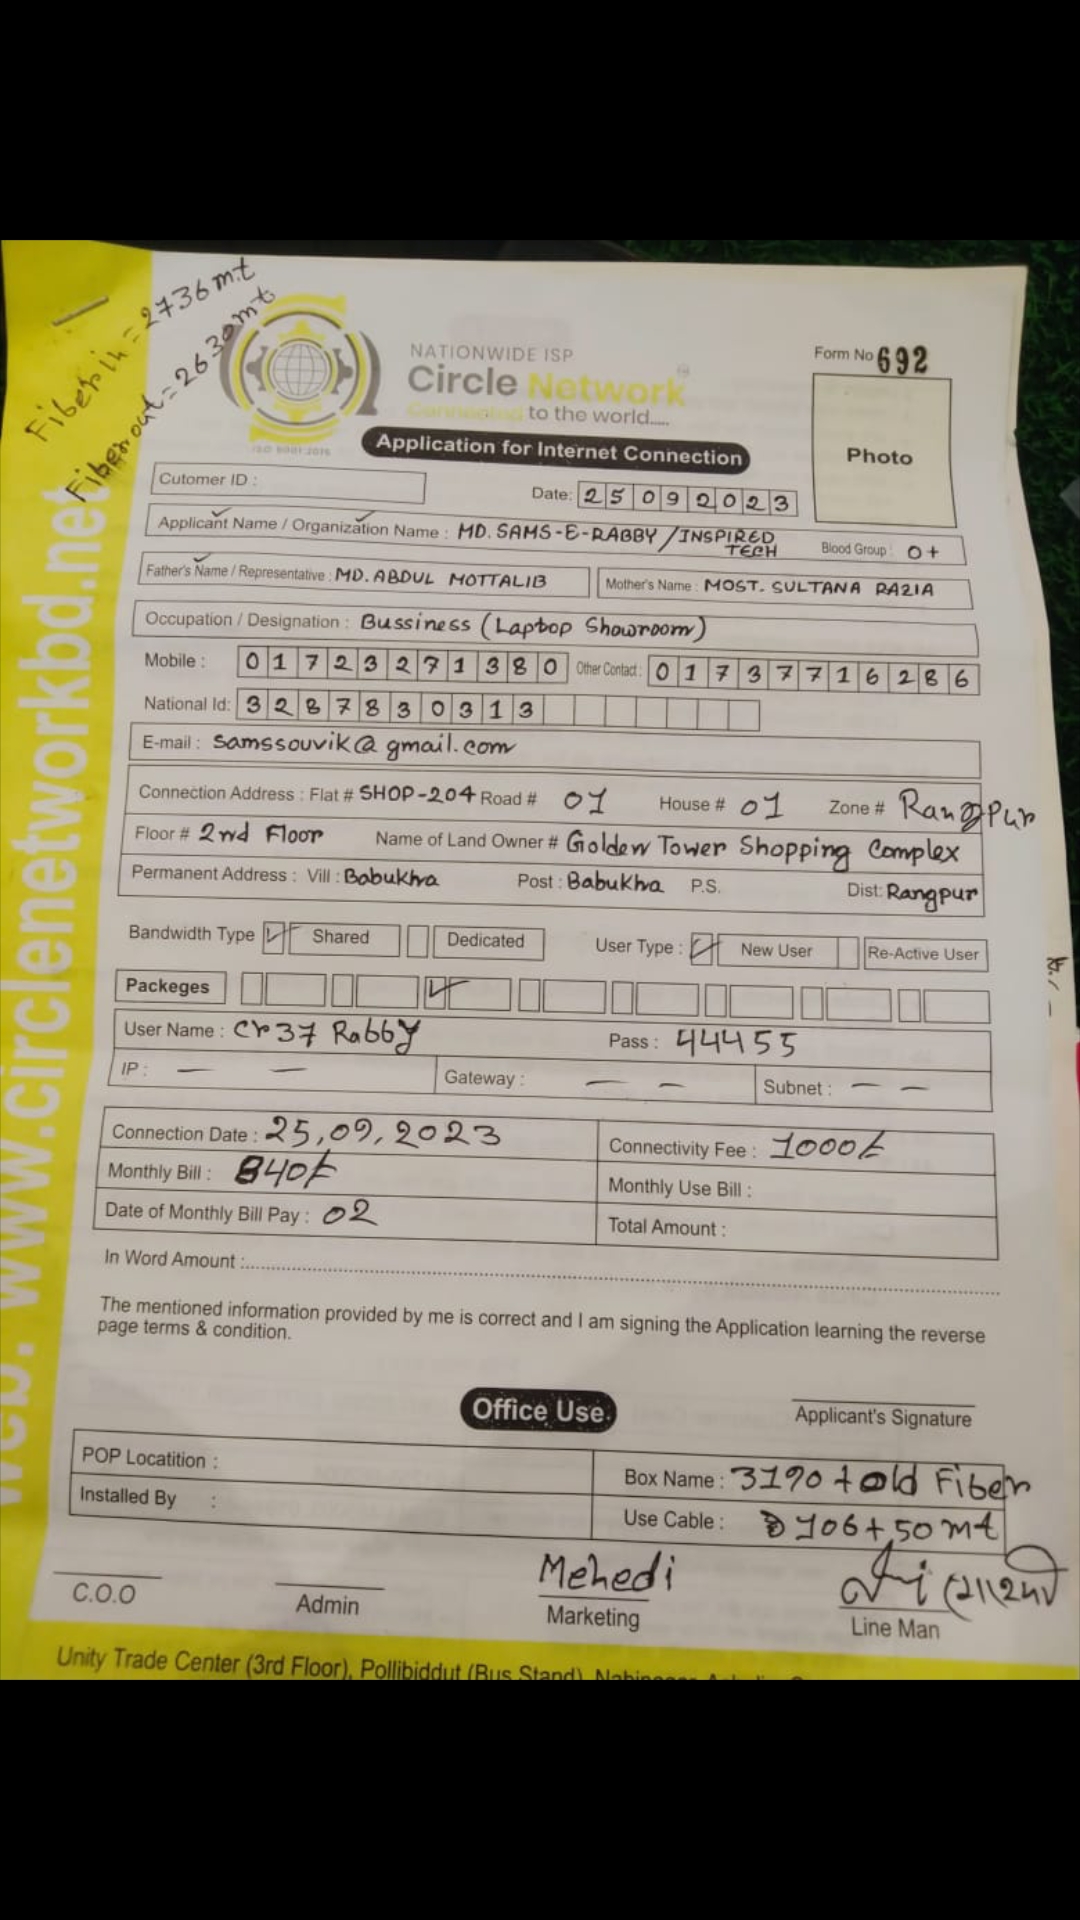 Fiber in = 2736 mt
Fiber out = 2630 mt
NATIONWIDE ISP
Circle Network
Connected to the world.....
ISO 9001:2015
Form No 692
Photo
Application for Internet Connection
Cutomer ID :
Date: 25092023
Applicant Name / Organization Name : MD. SAMS-E-RABBY / INSPIRED TECH Blood Group : O+
Father's Name / Representative : MD. ABDUL MOTTALIB Mother's Name : MOST. SULTANA RAZIA
Occupation / Designation : Bussiness (Laptop Showroom)
Mobile : 01723271380 Other Contact : 01737716286
National Id: 3287830313
E-mail : samssouvik@gmail.com
Connection Address : Flat # SHOP-204 Road # 01 House # 01 Zone # Rangpur
Floor # 2nd Floor Name of Land Owner # Golden Tower Shopping Complex
Permanent Address : Vill : Babukha Post : Babukha P.S. Dist: Rangpur
Bandwidth Type Shared Dedicated User Type : New User Re-Active User
Packeges
User Name : Cr37 Rabby Pass : 44455
IP : — — Gateway : — — Subnet : — —
Connection Date : 25,09,2023 Connectivity Fee : 1000/-
Monthly Bill : 840/- Monthly Use Bill :
Date of Monthly Bill Pay : 02 Total Amount :
In Word Amount :
The mentioned information provided by me is correct and I am signing the Application learning the reverse
page terms & condition.
Office Use
Applicant's Signature
POP Locatition : Box Name : 3190 + old Fiber
Installed By : Use Cable : 106+50 mt
C.O.O Admin Mehedi Marketing Line Man
Unity Trade Center (3rd Floor), Pollibiddut (Bus Stand),
web: www.circlenetworkbd.net